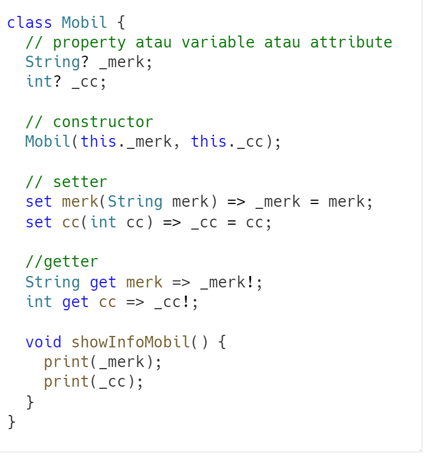 class Mobil {
  // property atau variable atau attribute
  String? _merk;
  int? _cc;

  // constructor
  Mobil(this._merk, this._cc);

  // setter
  set merk(String merk) => _merk = merk;
  set cc(int cc) => _cc = cc;

  //getter
  String get merk => _merk!;
  int get cc => _cc!;

  void showInfoMobil() {
    print(_merk);
    print(_cc);
  }
}